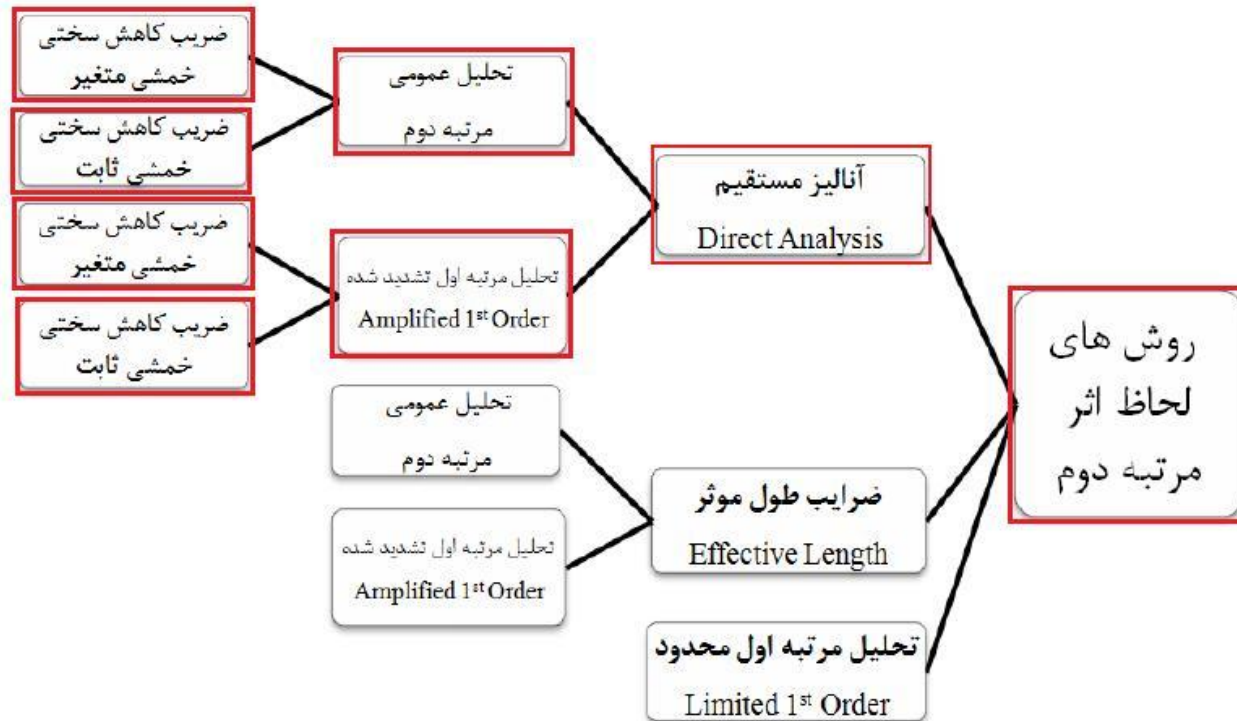 روش های
لحاظ اثر
مرتبه دوم
آنالیز مستقیم
Direct Analysis
تحلیل عمومی
مرتبه دوم
ضریب کاهش سختی
خمشی متغیر
ضریب کاهش سختی
خمشی ثابت
تحلیل مرتبه اول تشدید شده
Amplified 1st Order
ضریب کاهش سختی
خمشی متغیر
ضریب کاهش سختی
خمشی ثابت
ضرایب طول موثر
Effective Length
تحلیل عمومی
مرتبه دوم
تحلیل مرتبه اول تشدید شده
Amplified 1st Order
تحلیل مرتبه اول محدود
Limited 1st Order